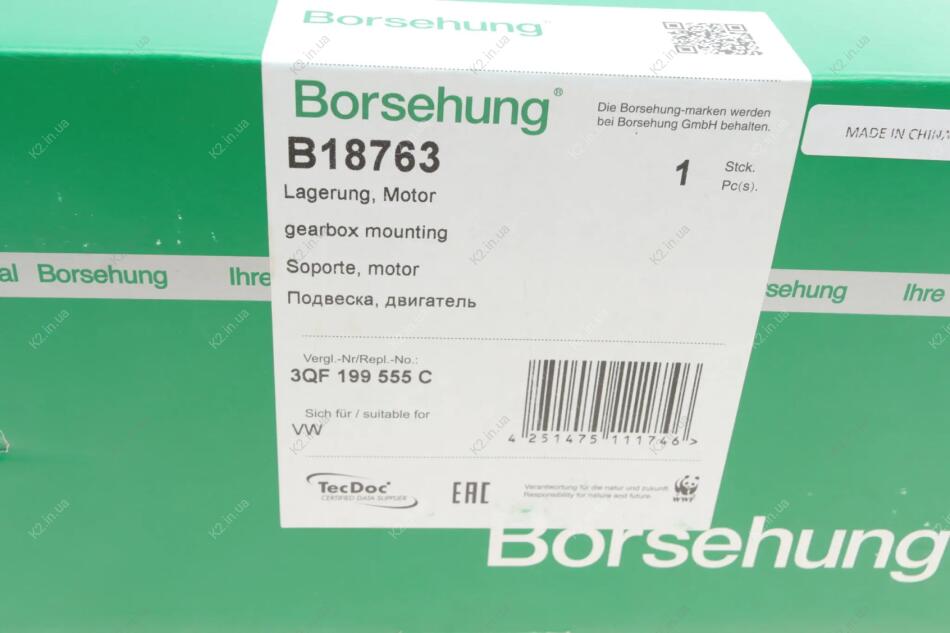 Borsehung
Borsehung®
Die Borsehung-marken werden
bei Borsehung GmbH behalten.
MADE IN CHINA
B18763
1 Stck.
Pc(s).
Lagerung, Motor
gearbox mounting
Soporte, motor
Подвеска, двигатель
al Borsehung Ihre
sehung Ihre
Vergl.-Nr/Repl.-No.:
3QF 199 555 C
Sich für / suitable for
VW
4 251475 111746 >
TecDoc
CERTIFIED DATA SUPPLIER
EAC
Verantwortung für die natur und zukunft.
Responsibility for nature and future.
WWF
Borsehung
K2.in.ua